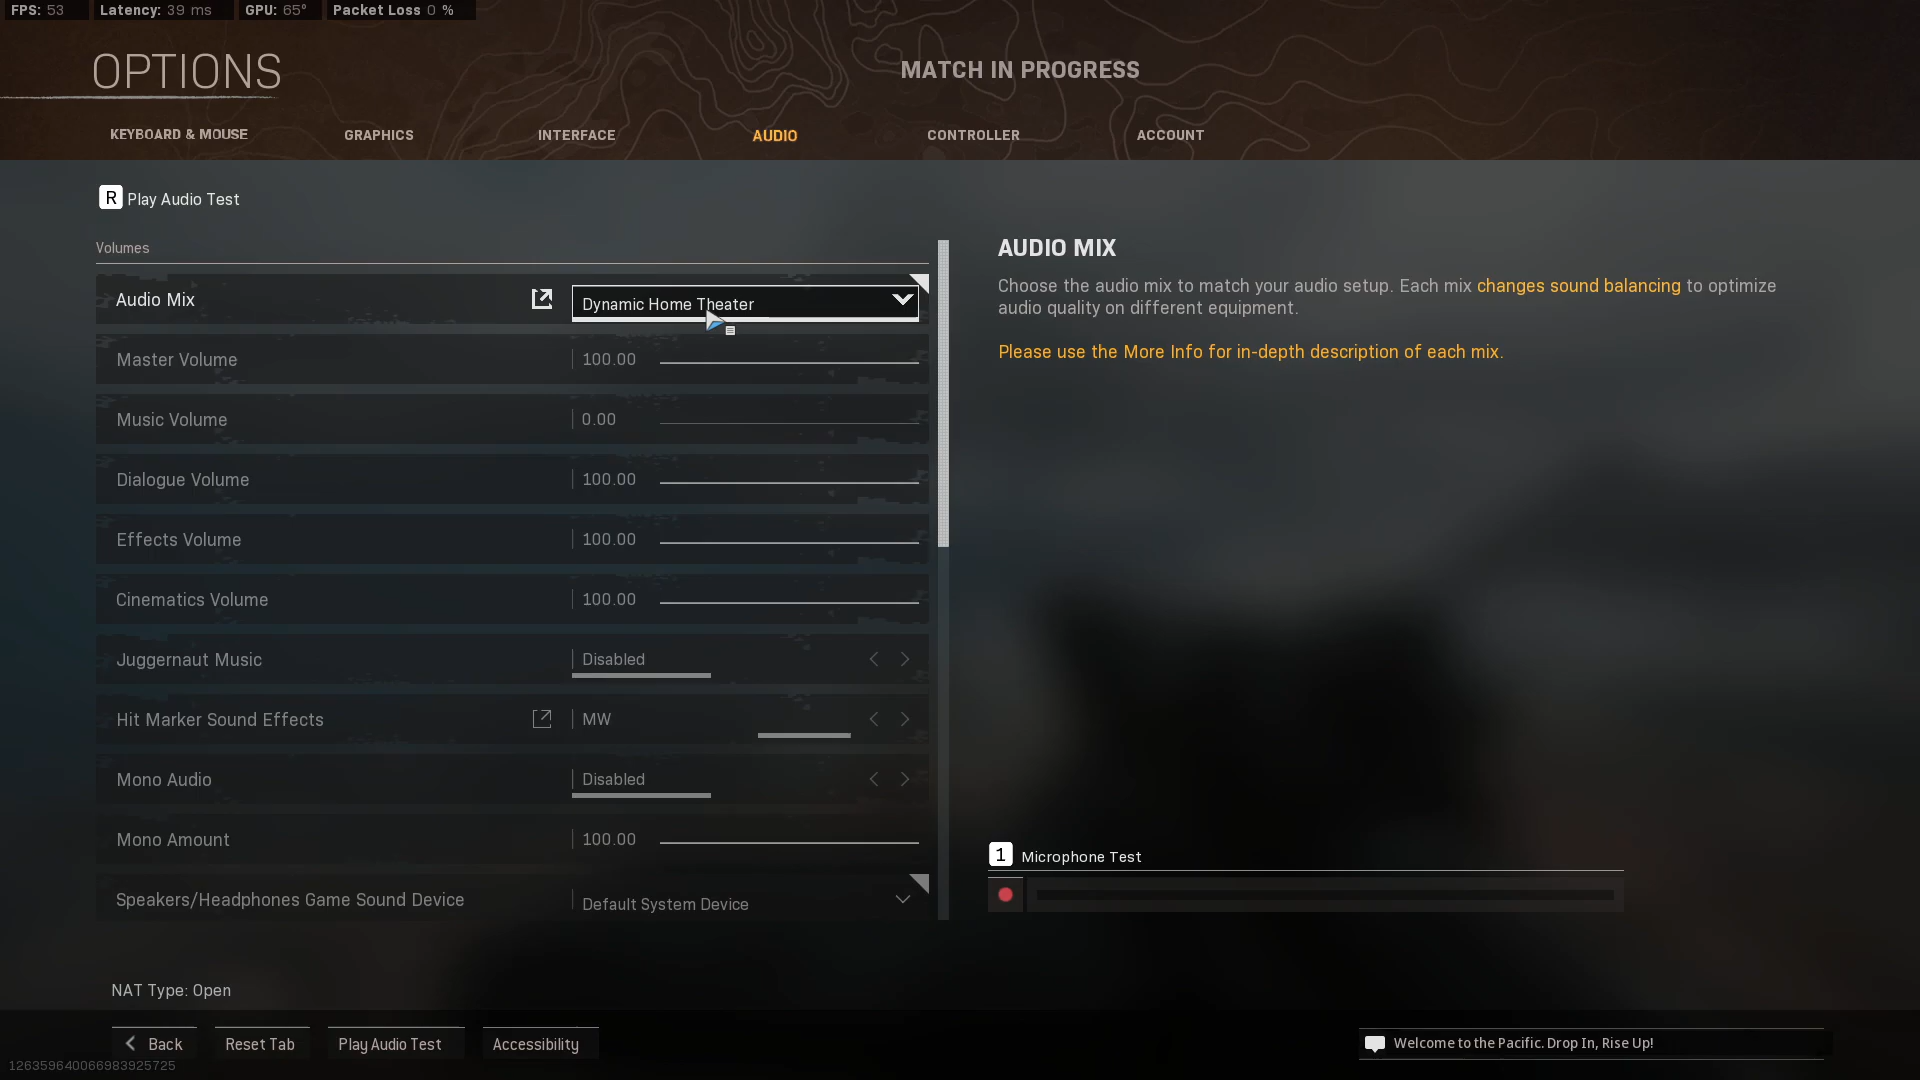 FPS: 53 Latency: 39 ms GPU: 65° Packet Loss 0 %
OPTIONS
MATCH IN PROGRESS
KEYBOARD & MOUSE GRAPHICS INTERFACE AUDIO CONTROLLER ACCOUNT
R Play Audio Test
Volumes
Audio Mix Dynamic Home Theater
Master Volume 100.00
Music Volume 0.00
Dialogue Volume 100.00
Effects Volume 100.00
Cinematics Volume 100.00
Juggernaut Music Disabled
Hit Marker Sound Effects MW
Mono Audio Disabled
Mono Amount 100.00
Speakers/Headphones Game Sound Device Default System Device
AUDIO MIX
Choose the audio mix to match your audio setup. Each mix changes sound balancing to optimize
audio quality on different equipment.
Please use the More Info for in-depth description of each mix.
1 Microphone Test
NAT Type: Open
Back Reset Tab Play Audio Test Accessibility
Welcome to the Pacific. Drop In, Rise Up!
126359640066983925725